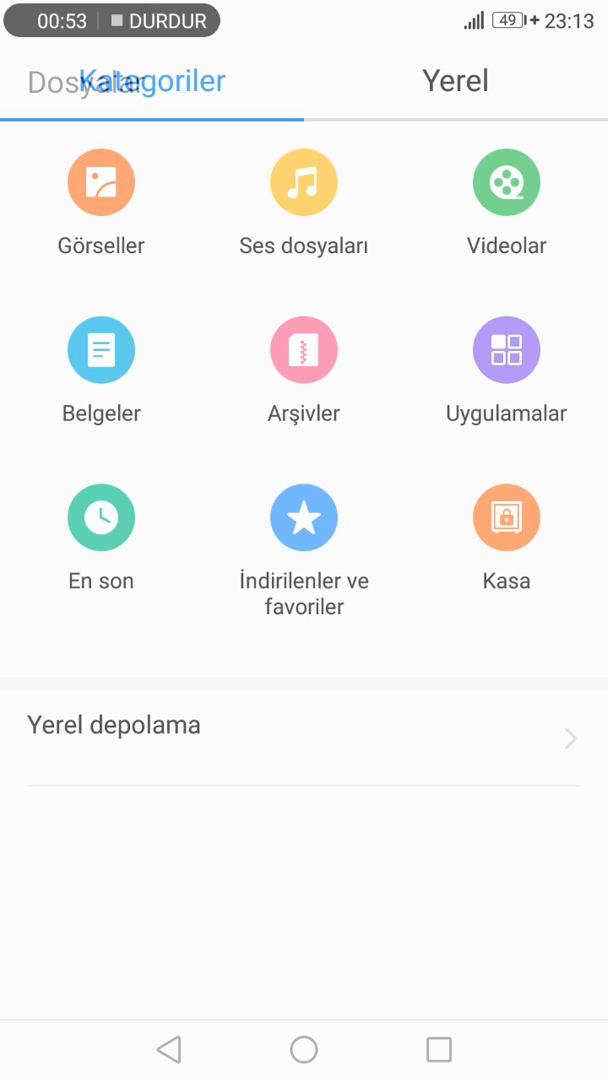 00:53 DURDUR 49 23:13
Dosyalar
Kategoriler Yerel
Görseller Ses dosyaları Videolar
Belgeler Arşivler Uygulamalar
En son İndirilenler ve favoriler Kasa
Yerel depolama